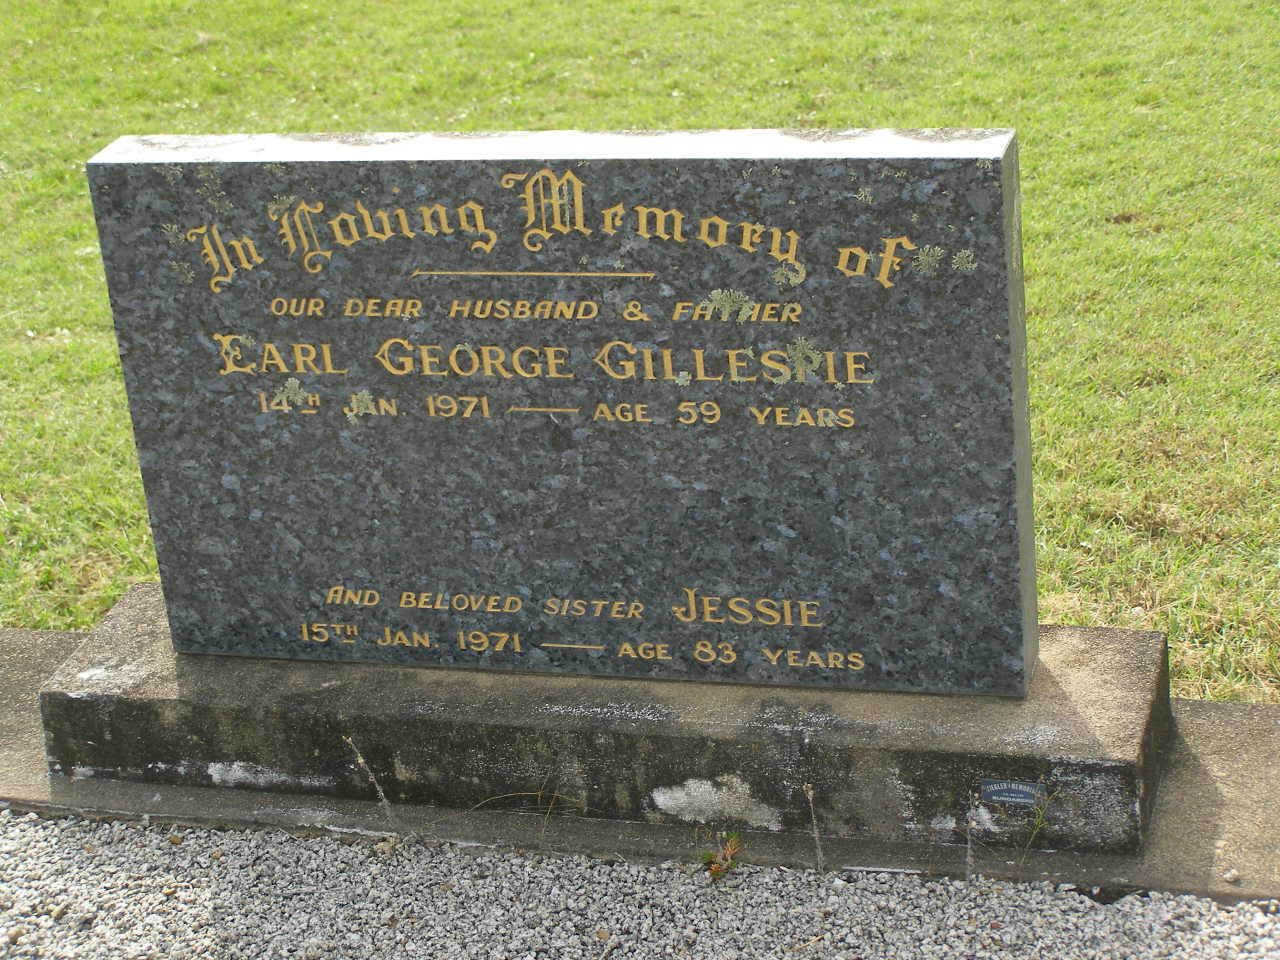 In Loving Memory of
OUR DEAR HUSBAND & FATHER
EARL GEORGE GILLESPIE
14TH JAN. 1971 — AGE 59 YEARS
AND BELOVED SISTER JESSIE
15TH JAN. 1971 — AGE 83 YEARS